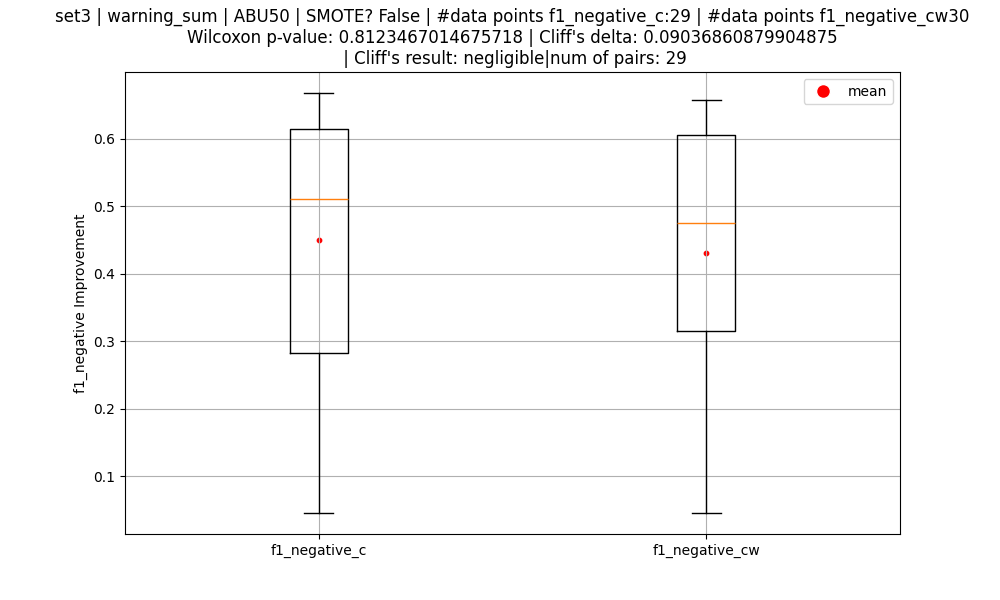 set3 | warning_sum | ABU50 | SMOTE? False | #data points f1_negative_c:29 | #data points f1_negative_cw30
Wilcoxon p-value: 0.8123467014675718 | Cliff's delta: 0.09036860879904875
| Cliff's result: negligible|num of pairs: 29
mean
0.6
0.5
0.4
0.3
0.2
0.1
f1_negative Improvement
f1_negative_c
f1_negative_cw